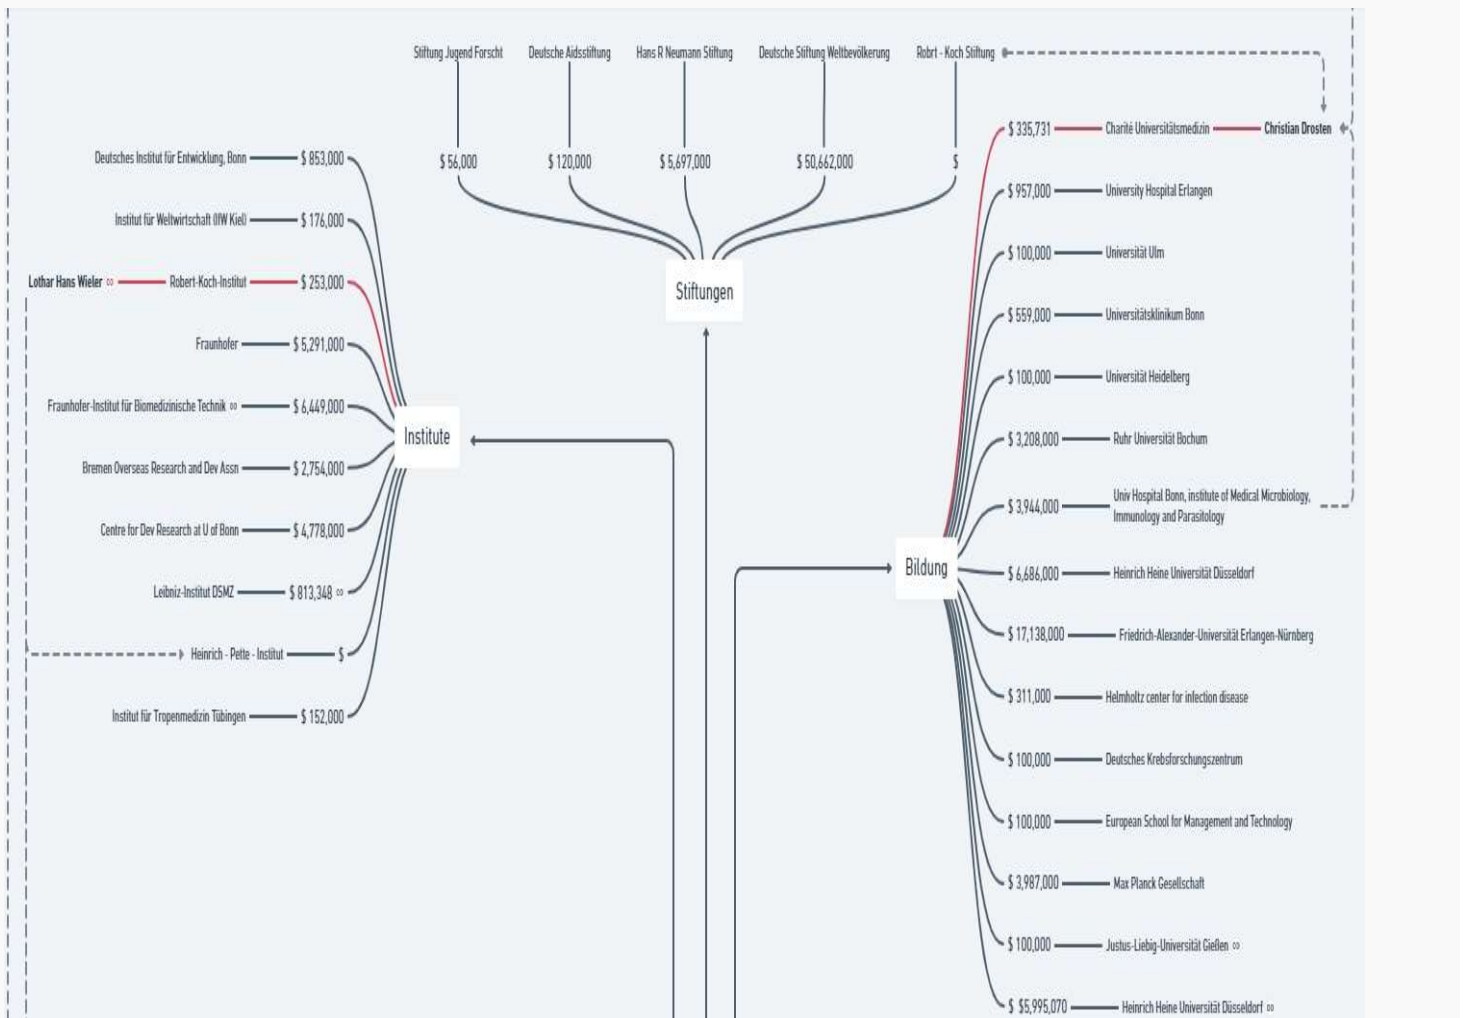 Stiftung Jugend Forscht
Deutsche Aidsstiftung
Hans R Neumann Stiftung
Deutsche Stiftung Weltbevölkerung
Robrt - Koch Stiftung
$ 56,000
$ 120,000
$ 5,697,000
$ 50,662,000
$
Stiftungen
Deutsches Institut für Entwicklung, Bonn $ 853,000
Institut für Weltwirtschaft (IfW Kiel) $ 176,000
Lothar Hans Wieler ∞ Robert-Koch-Institut $ 253,000
Fraunhofer $ 5,291,000
Fraunhofer-Institut für Biomedizinische Technik ∞ $ 6,449,000
Institute
Bremen Overseas Research and Dev Assn $ 2,754,000
Centre for Dev Research at U of Bonn $ 4,778,000
Leibniz-Institut DSMZ $ 813,348 ∞
Heinrich - Pette - Institut $
Institut für Tropenmedizin Tübingen $ 152,000
$ 335,731 Charité Universitätsmedizin Christian Drosten
$ 957,000 University Hospital Erlangen
$ 100,000 Universität Ulm
$ 559,000 Universitätsklinikum Bonn
$ 100,000 Universität Heidelberg
$ 3,208,000 Ruhr Universität Bochum
$ 3,944,000 Univ Hospital Bonn, institute of Medical Microbiology,
Immunology and Parasitology
Bildung
$ 6,686,000 Heinrich Heine Universität Düsseldorf
$ 17,138,000 Friedrich-Alexander-Universität Erlangen-Nürnberg
$ 311,000 Helmholtz center for infection disease
$ 100,000 Deutsches Krebsforschungszentrum
$ 100,000 European School for Management and Technology
$ 3,987,000 Max Planck Gesellschaft
$ 100,000 Justus-Liebig-Universität Gießen ∞
$ $5,995,070 Heinrich Heine Universität Düsseldorf ∞